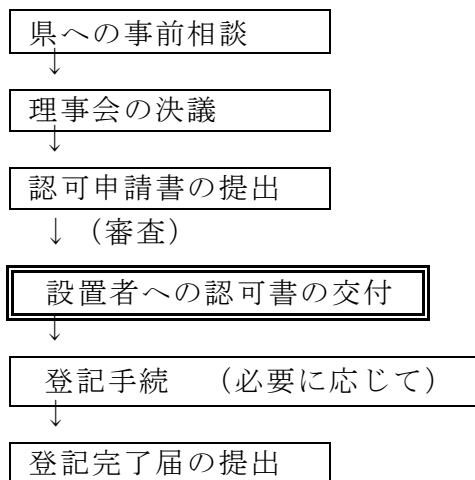 県への事前相談
↓
理事会の決議
↓
認可申請書の提出
↓（審査）
設置者への認可書の交付
↓
登記手続　（必要に応じて）
↓
登記完了届の提出